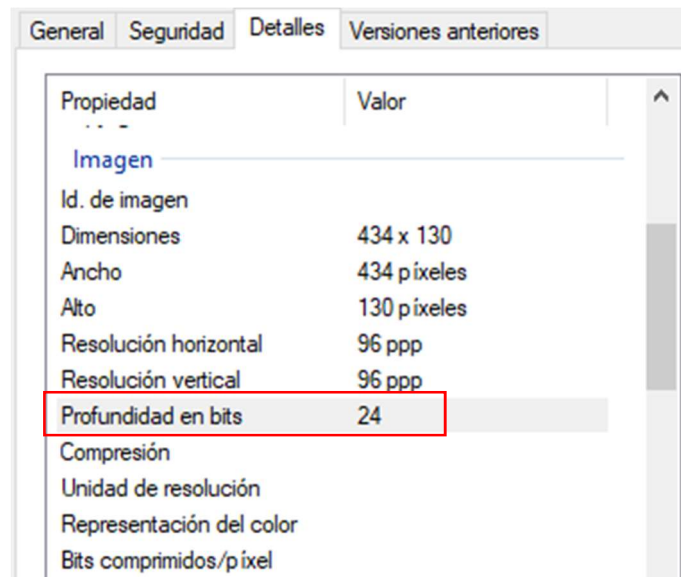 General Seguridad Detalles Versiones anteriores
Propiedad Valor
Imagen
Id. de imagen
Dimensiones 434 x 130
Ancho 434 píxeles
Alto 130 píxeles
Resolución horizontal 96 ppp
Resolución vertical 96 ppp
Profundidad en bits 24
Compresión
Unidad de resolución
Representación del color
Bits comprimidos/píxel